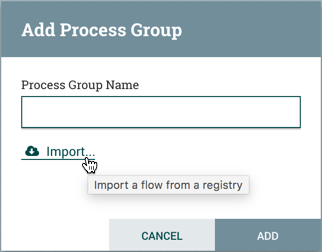 Add Process Group
Process Group Name
Import...
Import a flow from a registry
CANCEL
ADD